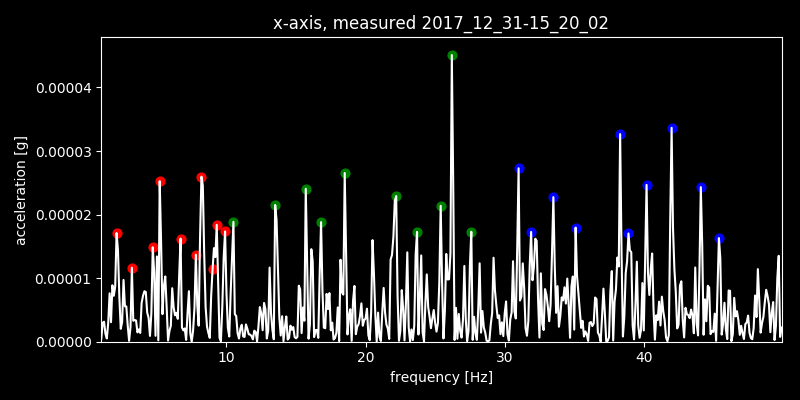 x-axis, measured 2017_12_31-15_20_02
acceleration [g]
0.00004
0.00003
0.00002
0.00001
0.00000
10 20 30 40
frequency [Hz]